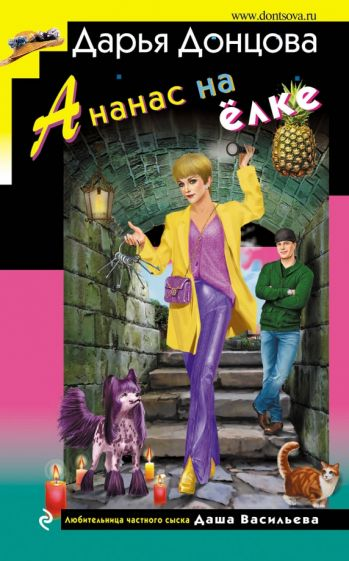 www.dontsova.ru
Дарья Донцова
Ананас на
ёлке
Любительница частного сыска Даша Васильева